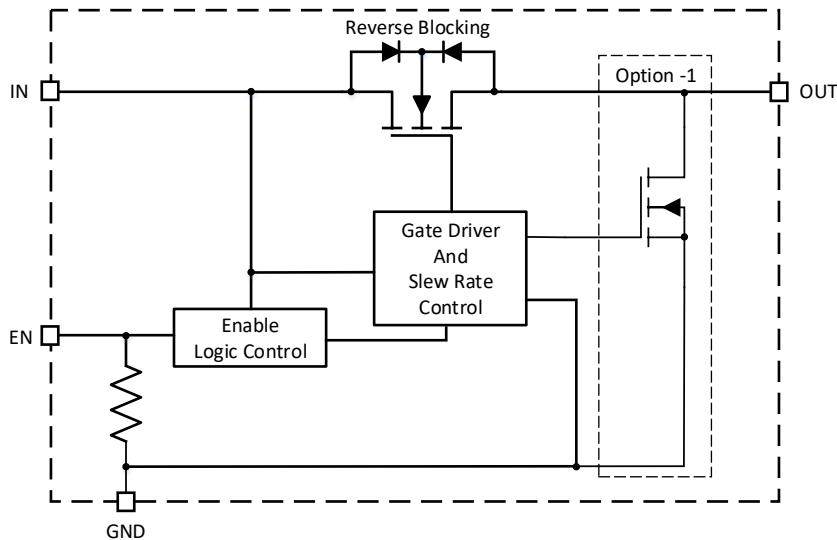 Reverse Blocking
Option -1
IN
OUT
Gate Driver
And
Slew Rate
Control
Enable
Logic Control
EN
GND